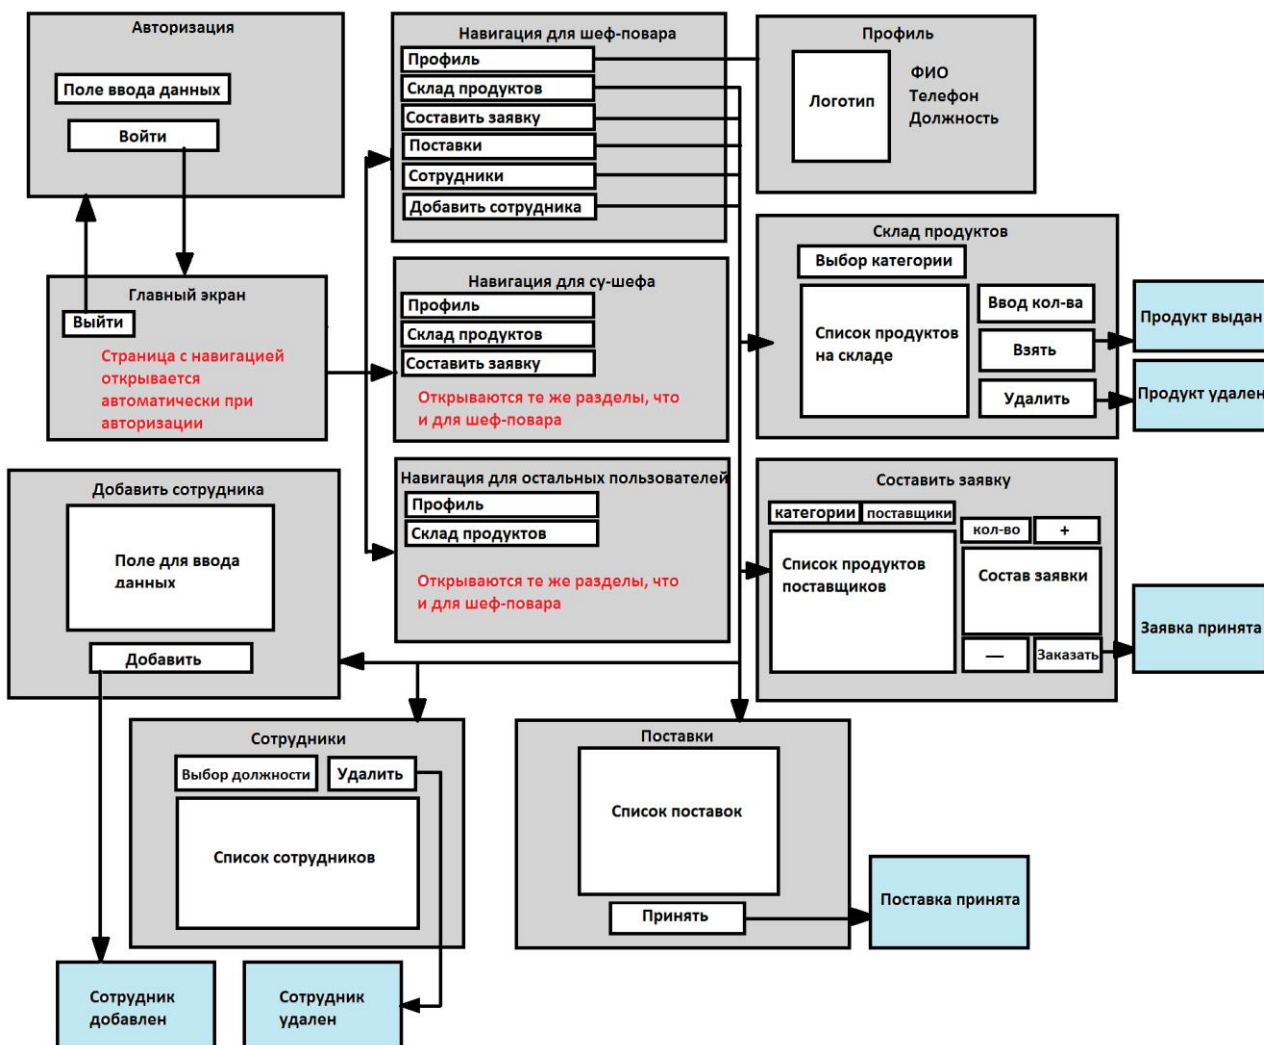 Авторизация
Поле ввода данных
Войти
Навигация для шеф-повара
Профиль
Склад продуктов
Составить заявку
Поставки
Сотрудники
Добавить сотрудника
Профиль
Логотип
ФИО
Телефон
Должность
Главный экран
Выйти
Страница с навигацией
открывается
автоматически при
авторизации
Навигация для су-шефа
Профиль
Склад продуктов
Составить заявку
Открываются те же разделы, что
и для шеф-повара
Склад продуктов
Выбор категории
Список продуктов
на складе
Ввод кол-ва
Взять
Удалить
Продукт выдан
Продукт удален
Добавить сотрудника
Поле для ввода
данных
Добавить
Навигация для остальных пользователей
Профиль
Склад продуктов
Открываются те же разделы, что
и для шеф-повара
Составить заявку
категории
поставщики
кол-во
+
Список продуктов
поставщиков
Состав заявки
—
Заказать
Заявка принята
Сотрудники
Выбор должности
Удалить
Список сотрудников
Поставки
Список поставок
Принять
Поставка принята
Сотрудник
добавлен
Сотрудник
удален